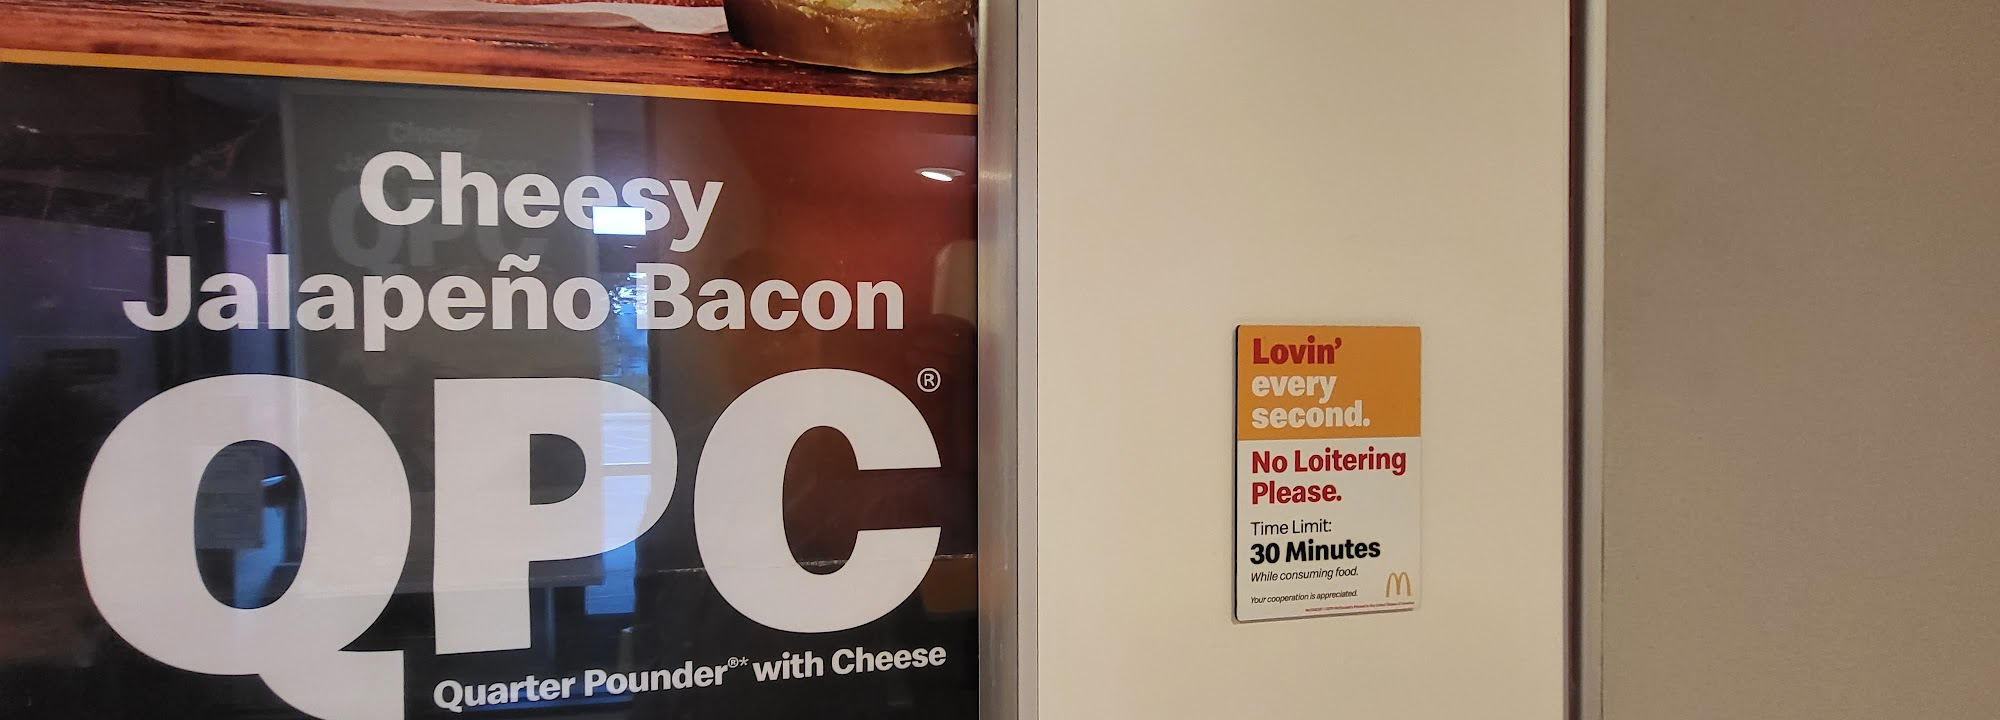 Cheesy
Jalapeño Bacon
QPC®
Quarter Pounder®* with Cheese
Lovin'
every
second.
No Loitering
Please.
Time Limit:
30 Minutes
While consuming food.
Your cooperation is appreciated.